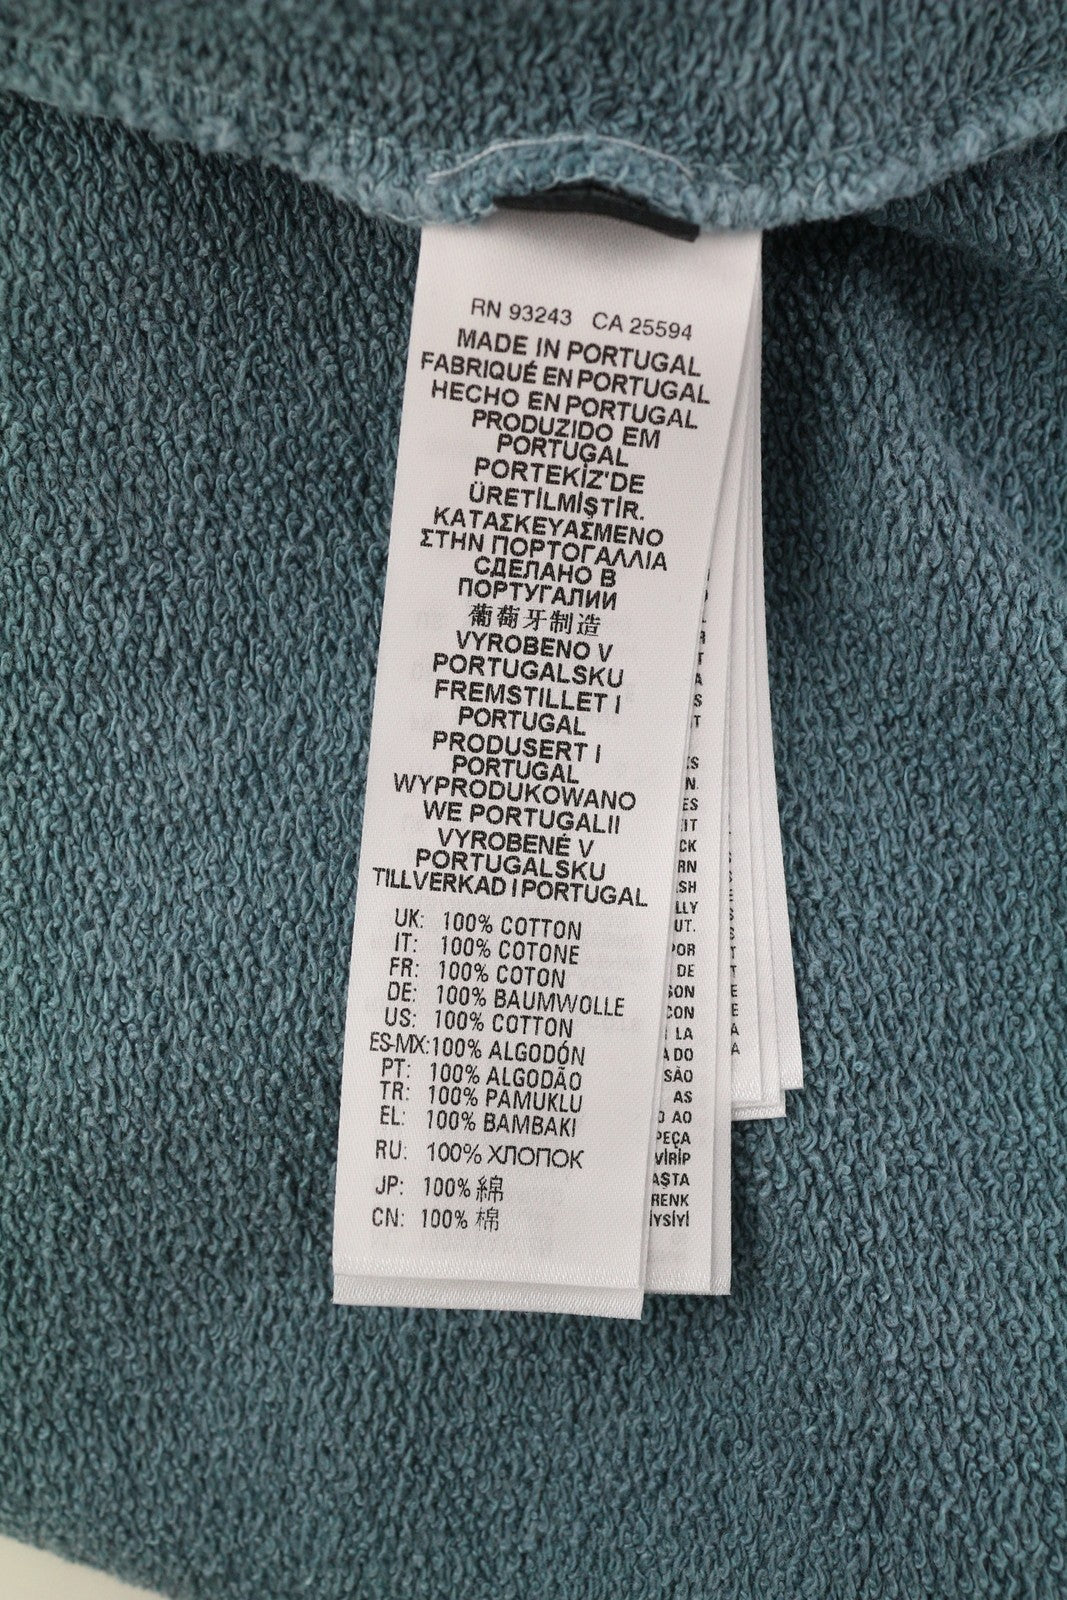 RN 93243 CA 25594
MADE IN PORTUGAL
FABRIQUÉ EN PORTUGAL
HECHO EN PORTUGAL
PRODUZIDO EM
PORTUGAL
PORTEKİZ'DE
ÜRETİLMİŞTİR.
ΚΑΤΑΣΚΕΥΑΣΜΕΝΟ
ΣΤΗΝ ΠΟΡΤΟΓΑΛΛΙΑ
СДЕЛАНО В
ПОРТУГАЛИИ
葡萄牙制造
VYROBENO V
PORTUGALSKU
FREMSTILLET I
PORTUGAL
PRODUSERT I
PORTUGAL
WYPRODUKOWANO
WE PORTUGALII
VYROBENÉ V
PORTUGALSKU
TILLVERKAD I PORTUGAL
UK: 100% COTTON
IT: 100% COTONE
FR: 100% COTON
DE: 100% BAUMWOLLE
US: 100% COTTON
ES-MX: 100% ALGODÓN
PT: 100% ALGODÃO
TR: 100% PAMUKLU
EL: 100% BAMBAKI
RU: 100% ХЛОПОК
JP: 100% 綿
CN: 100% 棉